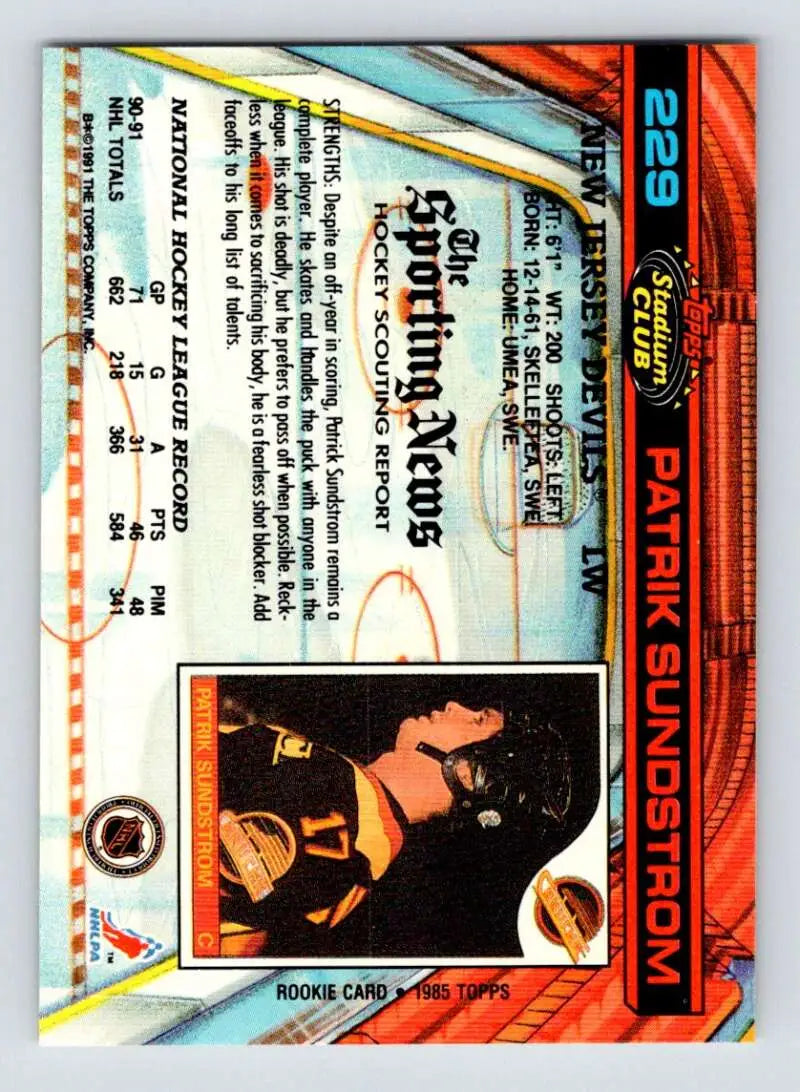 229
Topps
Stadium
CLUB
PATRIK SUNDSTROM
NEW JERSEY DEVILS® LW
HT: 6'1" WT: 200 SHOOTS: LEFT
BORN: 12-14-61, SKELLEFTEA, SWE.
HOME: UMEA, SWE.
The
Sporting News
HOCKEY SCOUTING REPORT
STRENGTHS: Despite an off-year in scoring, Patrik Sundstrom remains a
complete player. He skates and handles the puck with anyone in the
league. His shot is deadly, but he prefers to pass off when possible. Reck-
less when it comes to sacrificing his body, he is a fearless shot blocker. Add
faceoffs to his long list of talents.
NATIONAL HOCKEY LEAGUE RECORD
GP G A PTS PIM
90-91 71 15 31 46 48
NHL TOTALS 662 218 366 584 341
B*©1991 THE TOPPS COMPANY, INC.
PATRIK SUNDSTROM C
17
ROOKIE CARD • 1985 TOPPS
NHL
NHLPA
TM